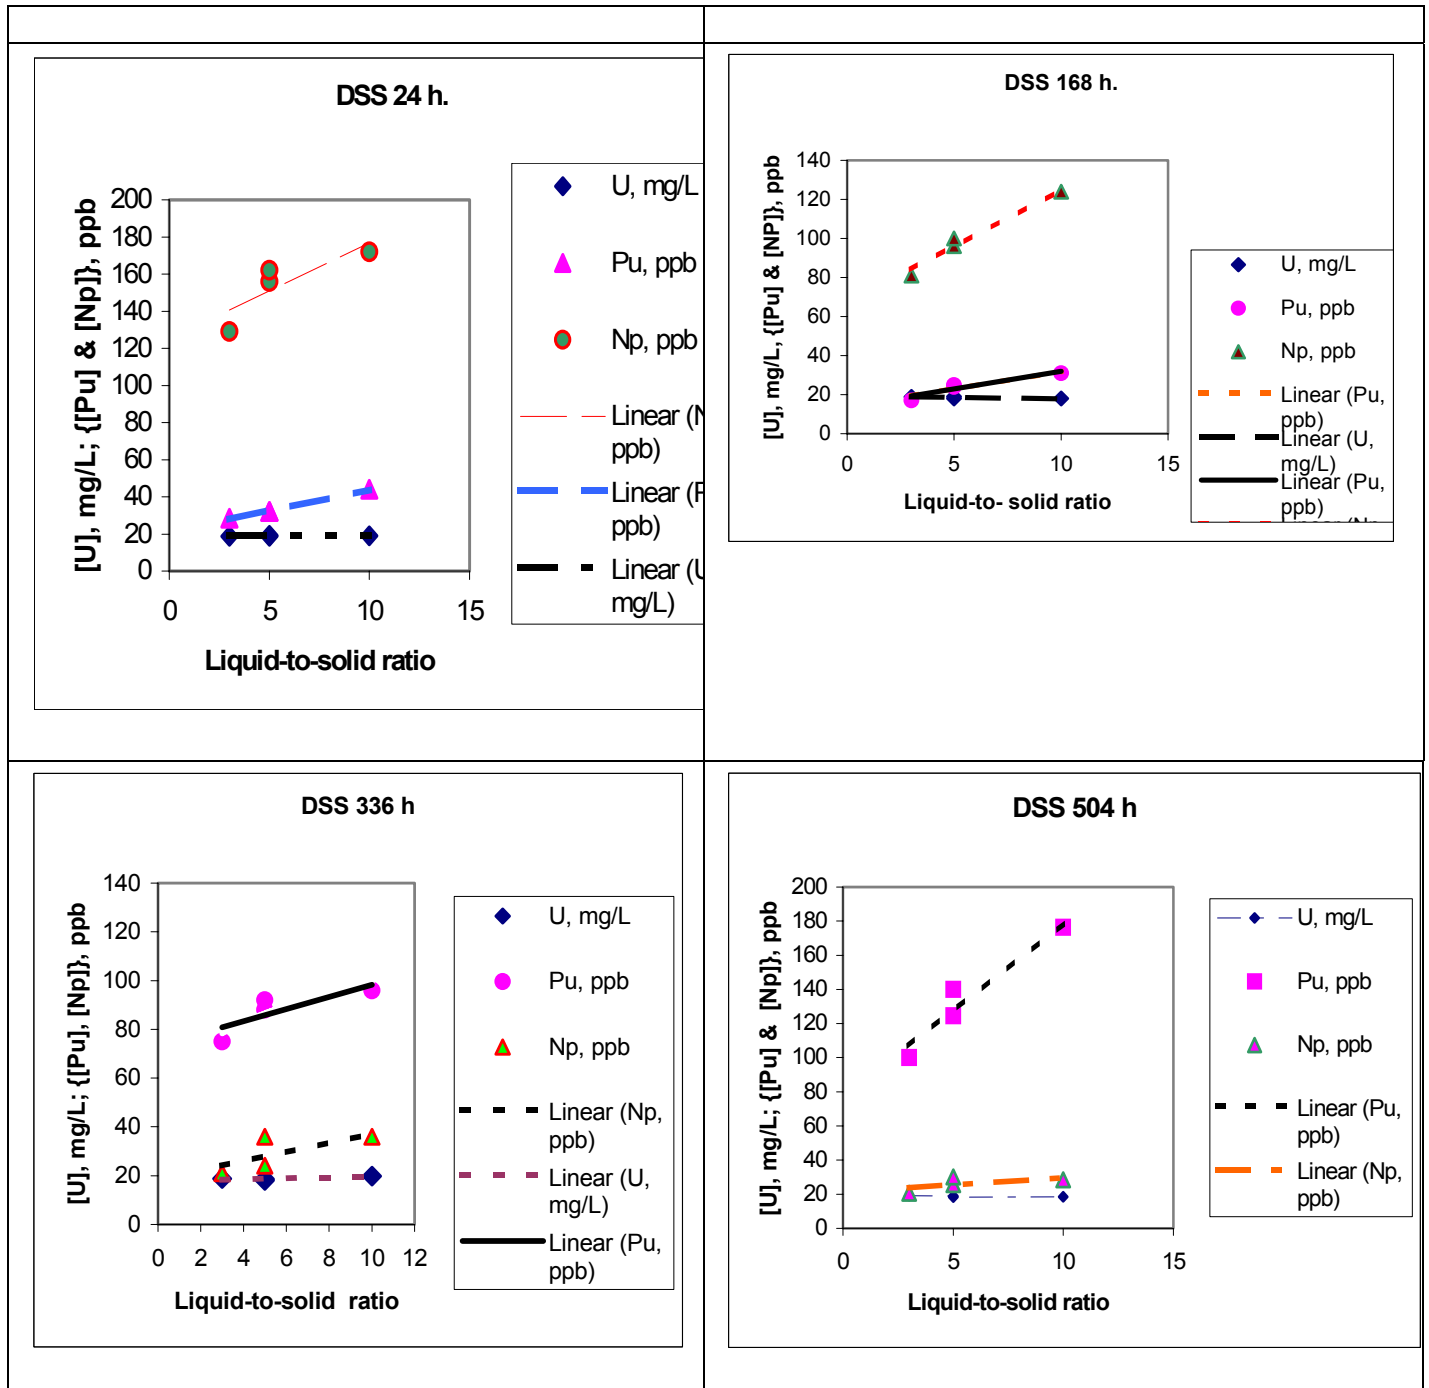 DSS 24 h.
[U], mg/L; {[Pu] & [Np]}, ppb
200
180
160
140
120
100
80
60
40
20
0
0 5 10 15
Liquid-to-solid ratio
U, mg/L
Pu, ppb
Np, ppb
Linear (N
ppb)
Linear (P
ppb)
Linear (U
mg/L)
DSS 168 h.
[U], mg/L, {[Pu] & [NP]}, ppb
140
120
100
80
60
40
20
0
0 5 10 15
Liquid-to- solid ratio
U, mg/L
Pu, ppb
Np, ppb
Linear (Pu,
ppb)
Linear (U,
mg/L)
Linear (Pu,
ppb)
DSS 336 h
[U], mg/L; {[Pu], [Np]}, ppb
140
120
100
80
60
40
20
0
0 2 4 6 8 10 12
Liquid-to-solid ratio
U, mg/L
Pu, ppb
Np, ppb
Linear (Np,
ppb)
Linear (U,
mg/L)
Linear (Pu,
ppb)
DSS 504 h
[U], mg/L; {[Pu] & [Np]}, ppb
200
180
160
140
120
100
80
60
40
20
0
0 5 10 15
Liquid-to-solid ratio
U, mg/L
Pu, ppb
Np, ppb
Linear (Pu,
ppb)
Linear (Np,
ppb)